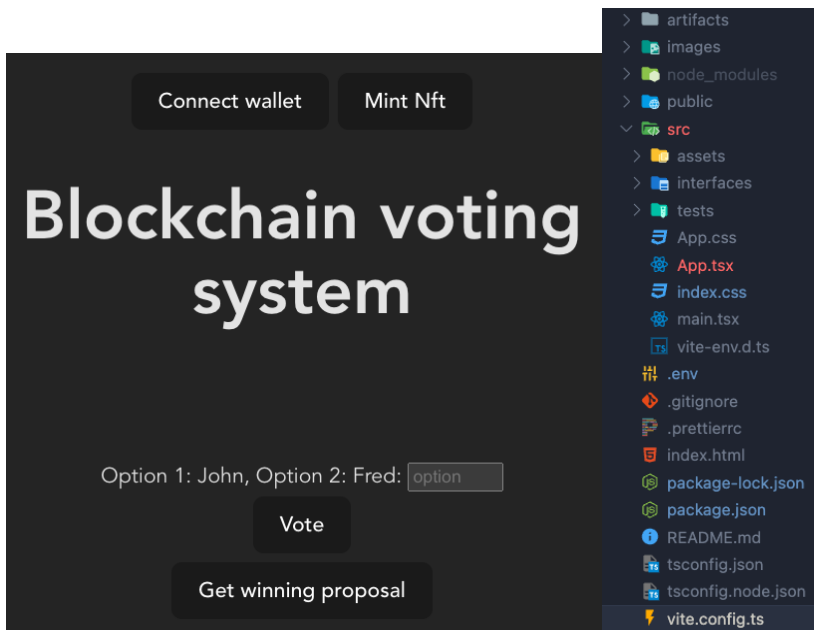 Connect wallet
Mint Nft
Blockchain voting
system
Option 1: John, Option 2: Fred:
option
Vote
Get winning proposal
artifacts
images
node_modules
public
src
assets
interfaces
tests
App.css
App.tsx
index.css
main.tsx
vite-env.d.ts
.env
.gitignore
.prettierrc
index.html
package-lock.json
package.json
README.md
tsconfig.json
tsconfig.node.json
vite.config.ts